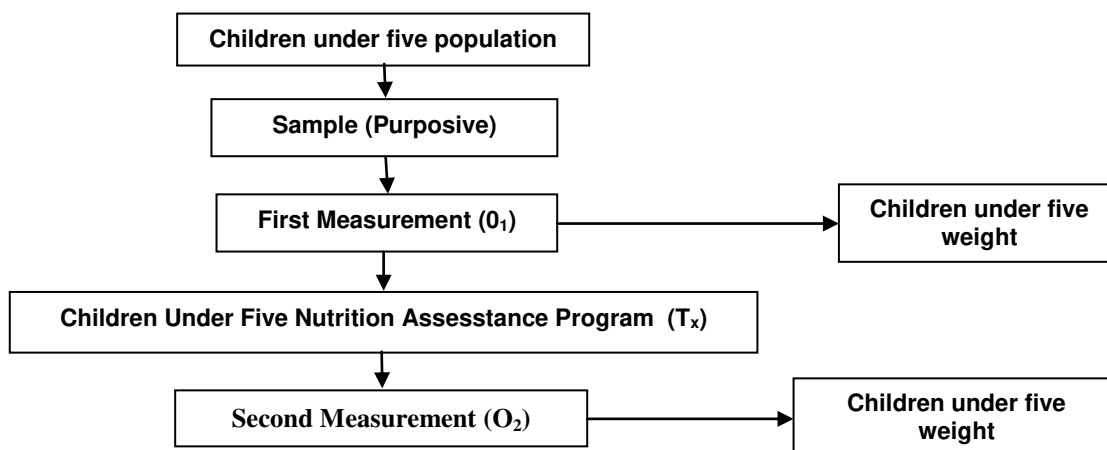 Children under five population
Sample (Purposive)
First Measurement (0₁)
Children under five
weight
Children Under Five Nutrition Assesstance Program (Tₓ)
Second Measurement (O₂)
Children under five
weight